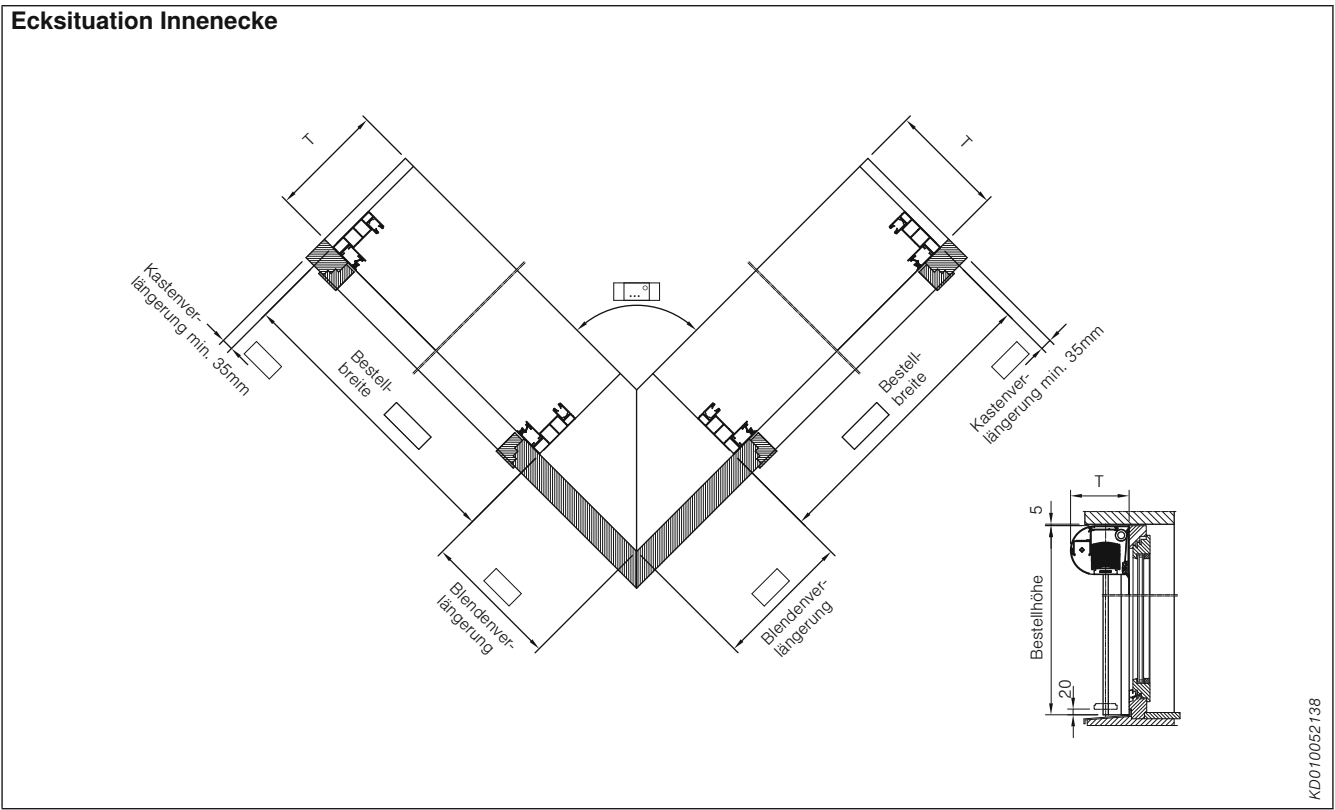 Ecksituation Innenecke
T
T
Kastenver-
längerung min. 35mm
Bestell-
breite
Bestell-
breite
Kastenver-
längerung min. 35mm
Blendenver-
längerung
Blendenver-
längerung
T
5
Bestellhöhe
20
KD010052138